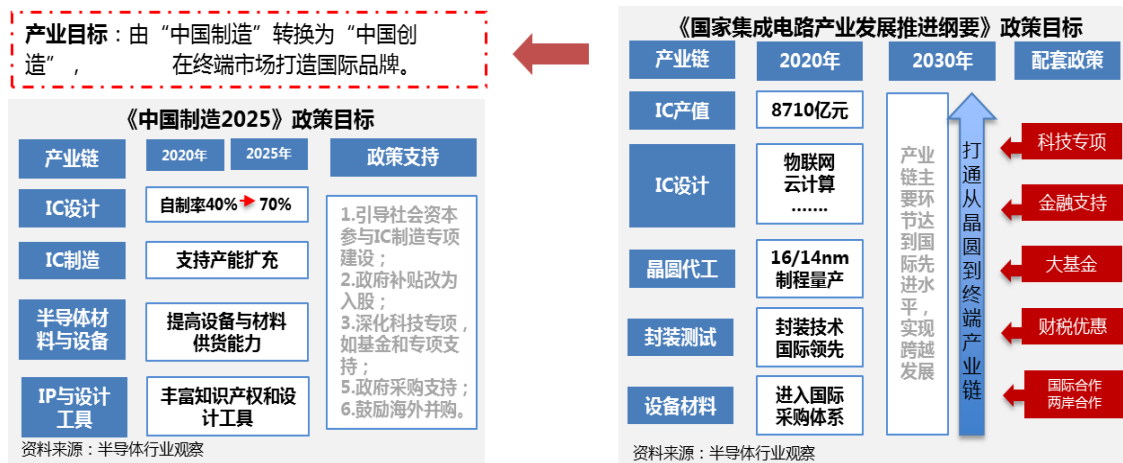 产业目标：由“中国制造”转换为“中国创
造”， 在终端市场打造国际品牌。
《中国制造2025》政策目标
产业链
2020年
2025年
政策支持
IC设计
自制率40% 70%
IC制造
支持产能扩充
半导体材
料与设备
提高设备与材料
供货能力
IP与设计
工具
丰富知识产权和设
计工具
1.引导社会资本
参与IC制造专项
建设；
2.政府补贴改为
入股；
3.深化科技专项，
如基金和专项支
持；
5.政府采购支持；
6.鼓励海外并购。
资料来源：半导体行业观察
《国家集成电路产业发展推进纲要》政策目标
产业链
2020年
2030年
配套政策
IC产值
8710亿元
IC设计
物联网
云计算
.......
晶圆代工
16/14nm
制程量产
封装测试
封装技术
国际领先
设备材料
进入国际
采购体系
产业
链主
要环
节达
到国
际先
进水
平，
实现
跨越
发展
打通从晶圆到终端产业链
科技专项
金融支持
大基金
财税优惠
国际合作
两岸合作
资料来源：半导体行业观察